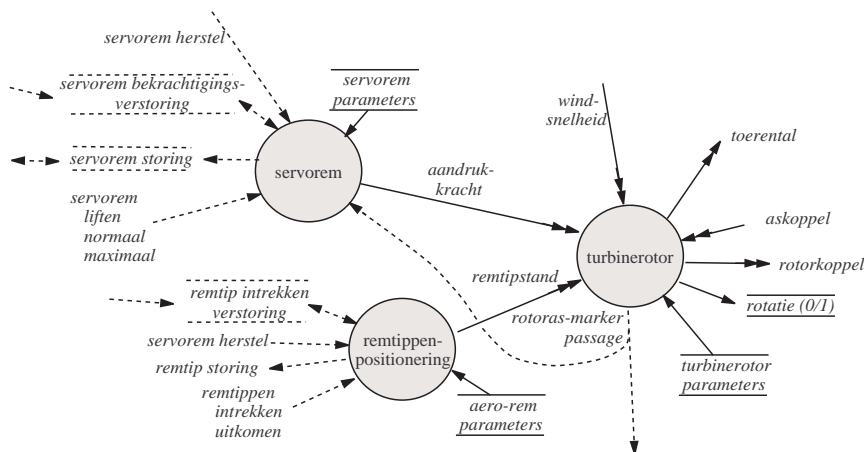 servorem herstel
servorem bekrachtigings-
verstoring
servorem
parameters
wind-
snelheid
toerental
servorem storing
servorem
aandruk-
kracht
servorem
liften
normaal
maximaal
askoppel
turbinerotor
rotorkoppel
remtipstand
rotatie (0/1)
remtip intrekken
verstoring
rotoras-marker
passage
servorem herstel
remtippen-
positionering
remtip storing
turbinerotor
parameters
remtippen
intrekken
uitkomen
aero-rem
parameters